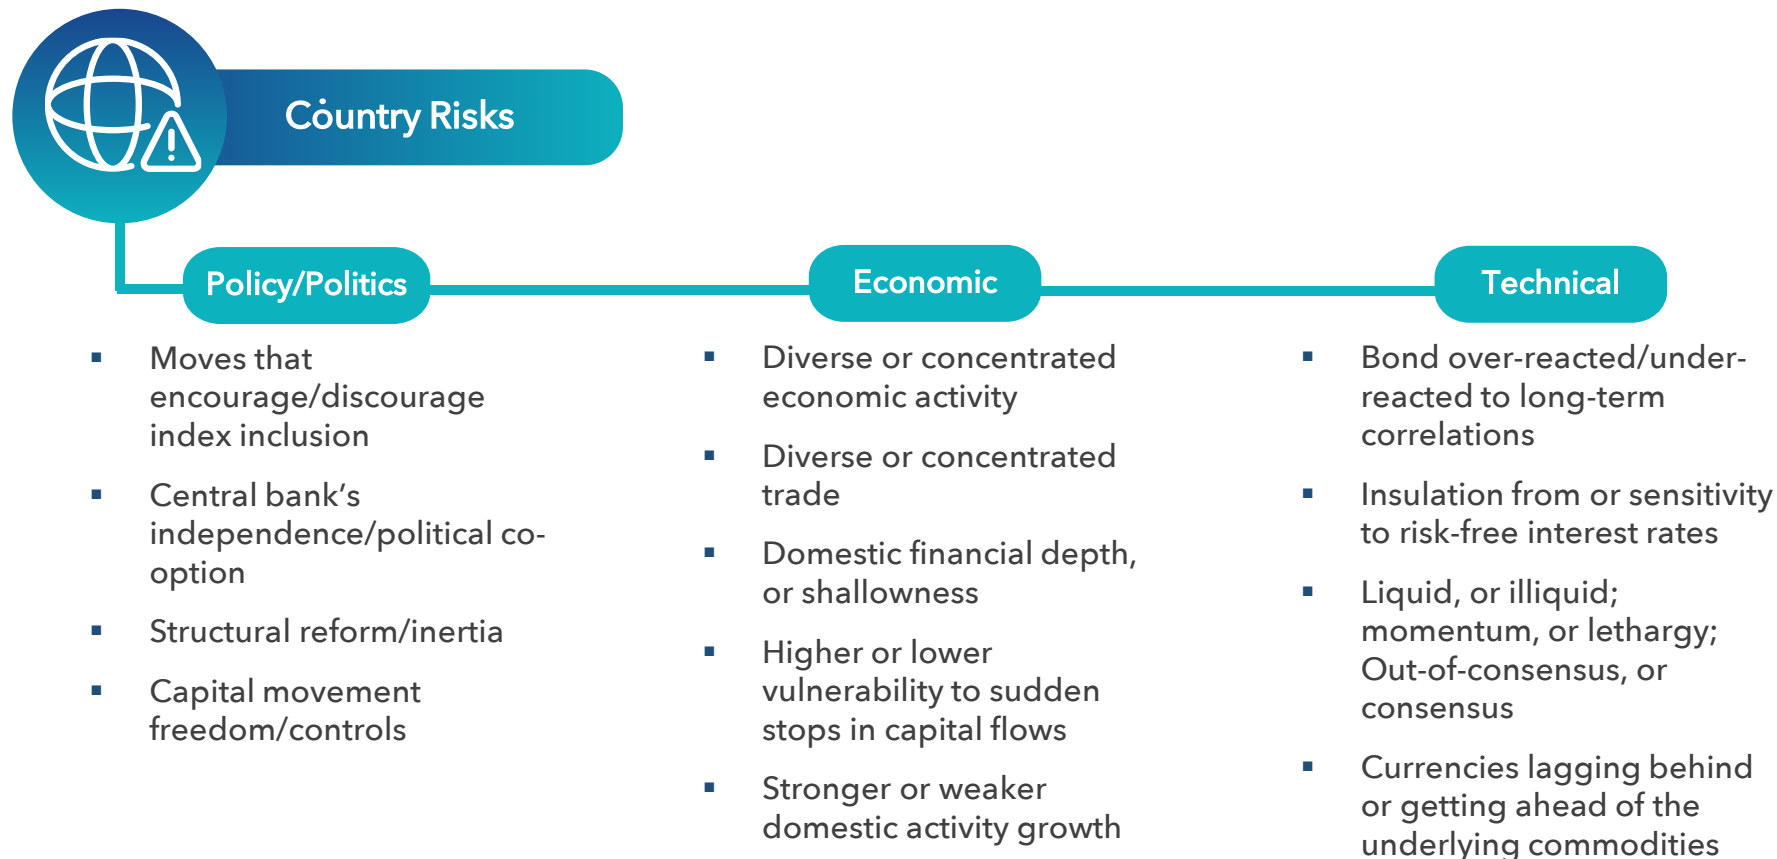 Country Risks
Policy/Politics
▪ Moves that
encourage/discourage
index inclusion
▪ Central bank’s
independence/political co-
option
▪ Structural reform/inertia
▪ Capital movement
freedom/controls
Economic
▪ Diverse or concentrated
economic activity
▪ Diverse or concentrated
trade
▪ Domestic financial depth,
or shallowness
▪ Higher or lower
vulnerability to sudden
stops in capital flows
▪ Stronger or weaker
domestic activity growth
Technical
▪ Bond over-reacted/under-
reacted to long-term
correlations
▪ Insulation from or sensitivity
to risk-free interest rates
▪ Liquid, or illiquid;
momentum, or lethargy;
Out-of-consensus, or
consensus
▪ Currencies lagging behind
or getting ahead of the
underlying commodities